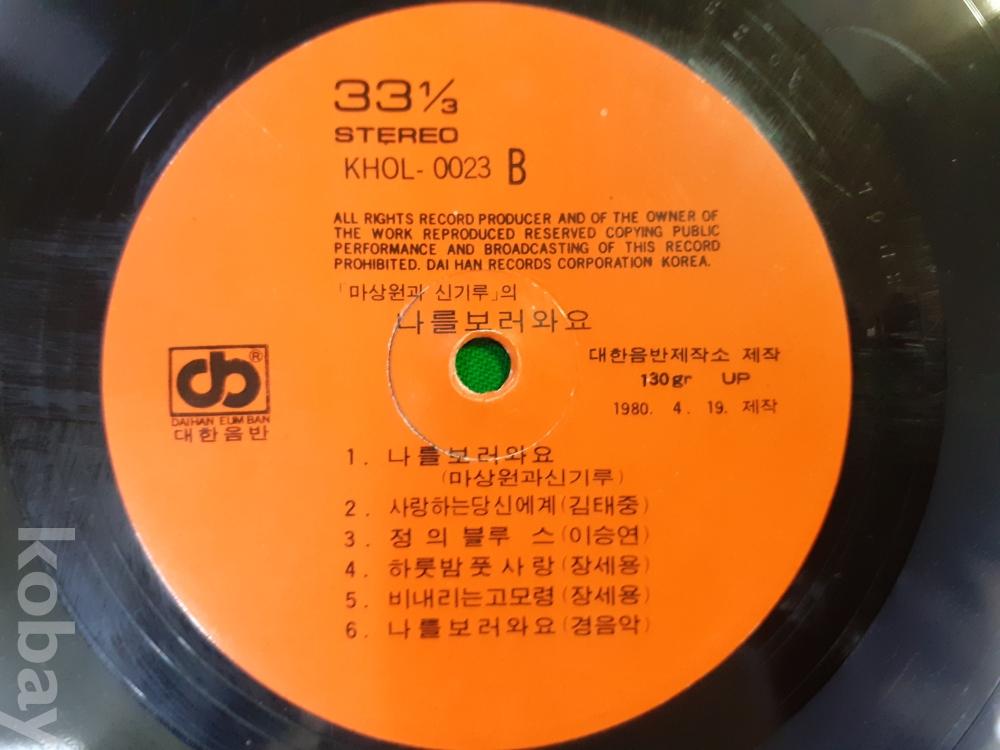 33⅓
STEREO
KHOL- 0023 B
ALL RIGHTS RECORD PRODUCER AND OF THE OWNER OF
THE WORK REPRODUCED RESERVED COPYING PUBLIC
PERFORMANCE AND BROADCASTING OF THIS RECORD
PROHIBITED. DAI HAN RECORDS CORPORATION KOREA.
「마상원과 신기루」의
나를보러와요
대한음반제작소 제작
130gr UP
1980. 4. 19. 제작
db®
DAIHAN EUM BAN
대한음반
1. 나를보러와요
(마상원과신기루)
2. 사랑하는당신에계(김태중)
3. 정의블루스(이승연)
4. 하룻밤풋사랑(장세용)
5. 비내리는고모령(장세용)
6. 나를보러와요(경음악)
kobay